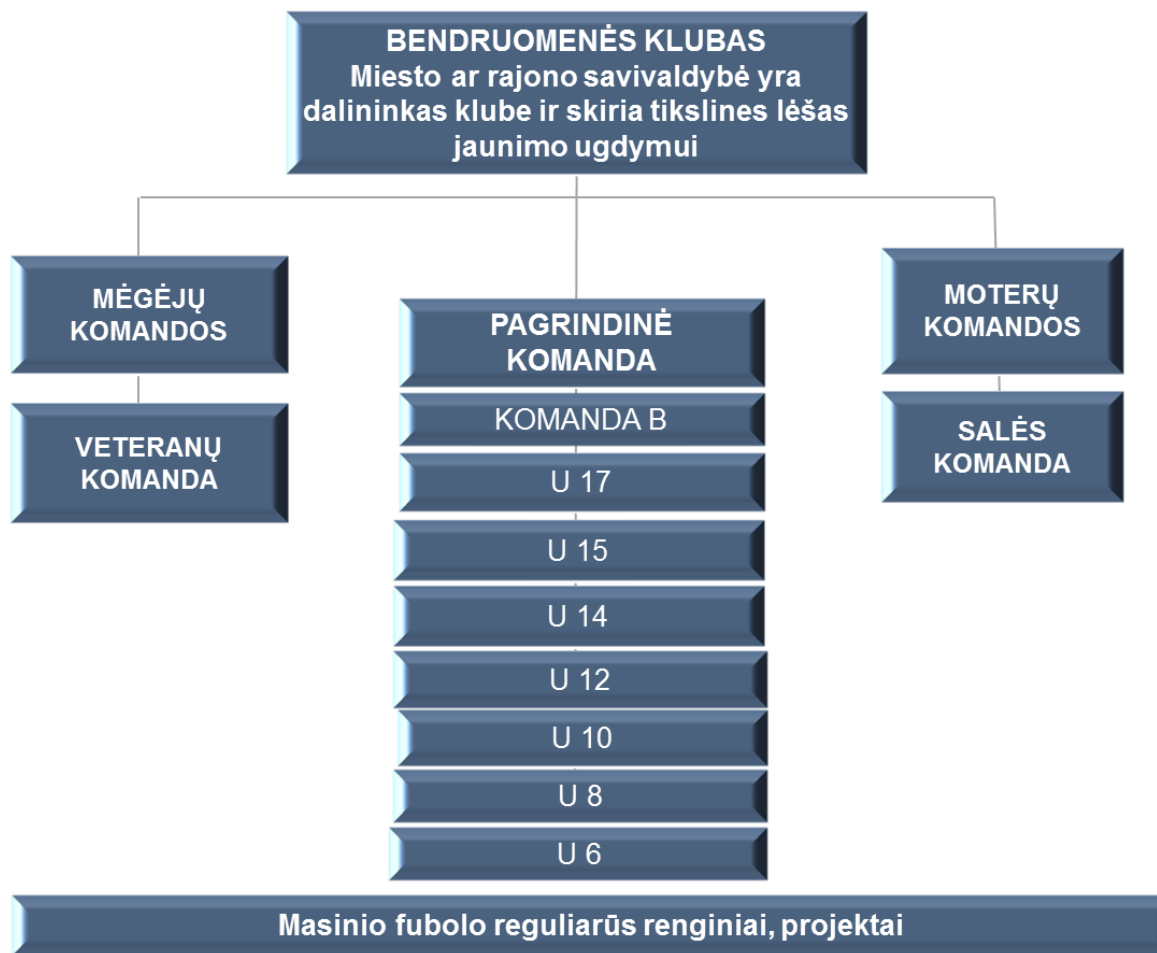 BENDRUOMENĖS KLUBAS
Miesto ar rajono savivaldybė yra
dalininkas klube ir skiria tikslines lėšas
jaunimo ugdymui
MĖGĖJŲ
KOMANDOS
VETERANŲ
KOMANDA
PAGRINDINĖ
KOMANDA
KOMANDA B
U 17
U 15
U 14
U 12
U 10
U 8
U 6
MOTERŲ
KOMANDOS
SALĖS
KOMANDA
Masinio fubolo reguliarūs renginiai, projektai